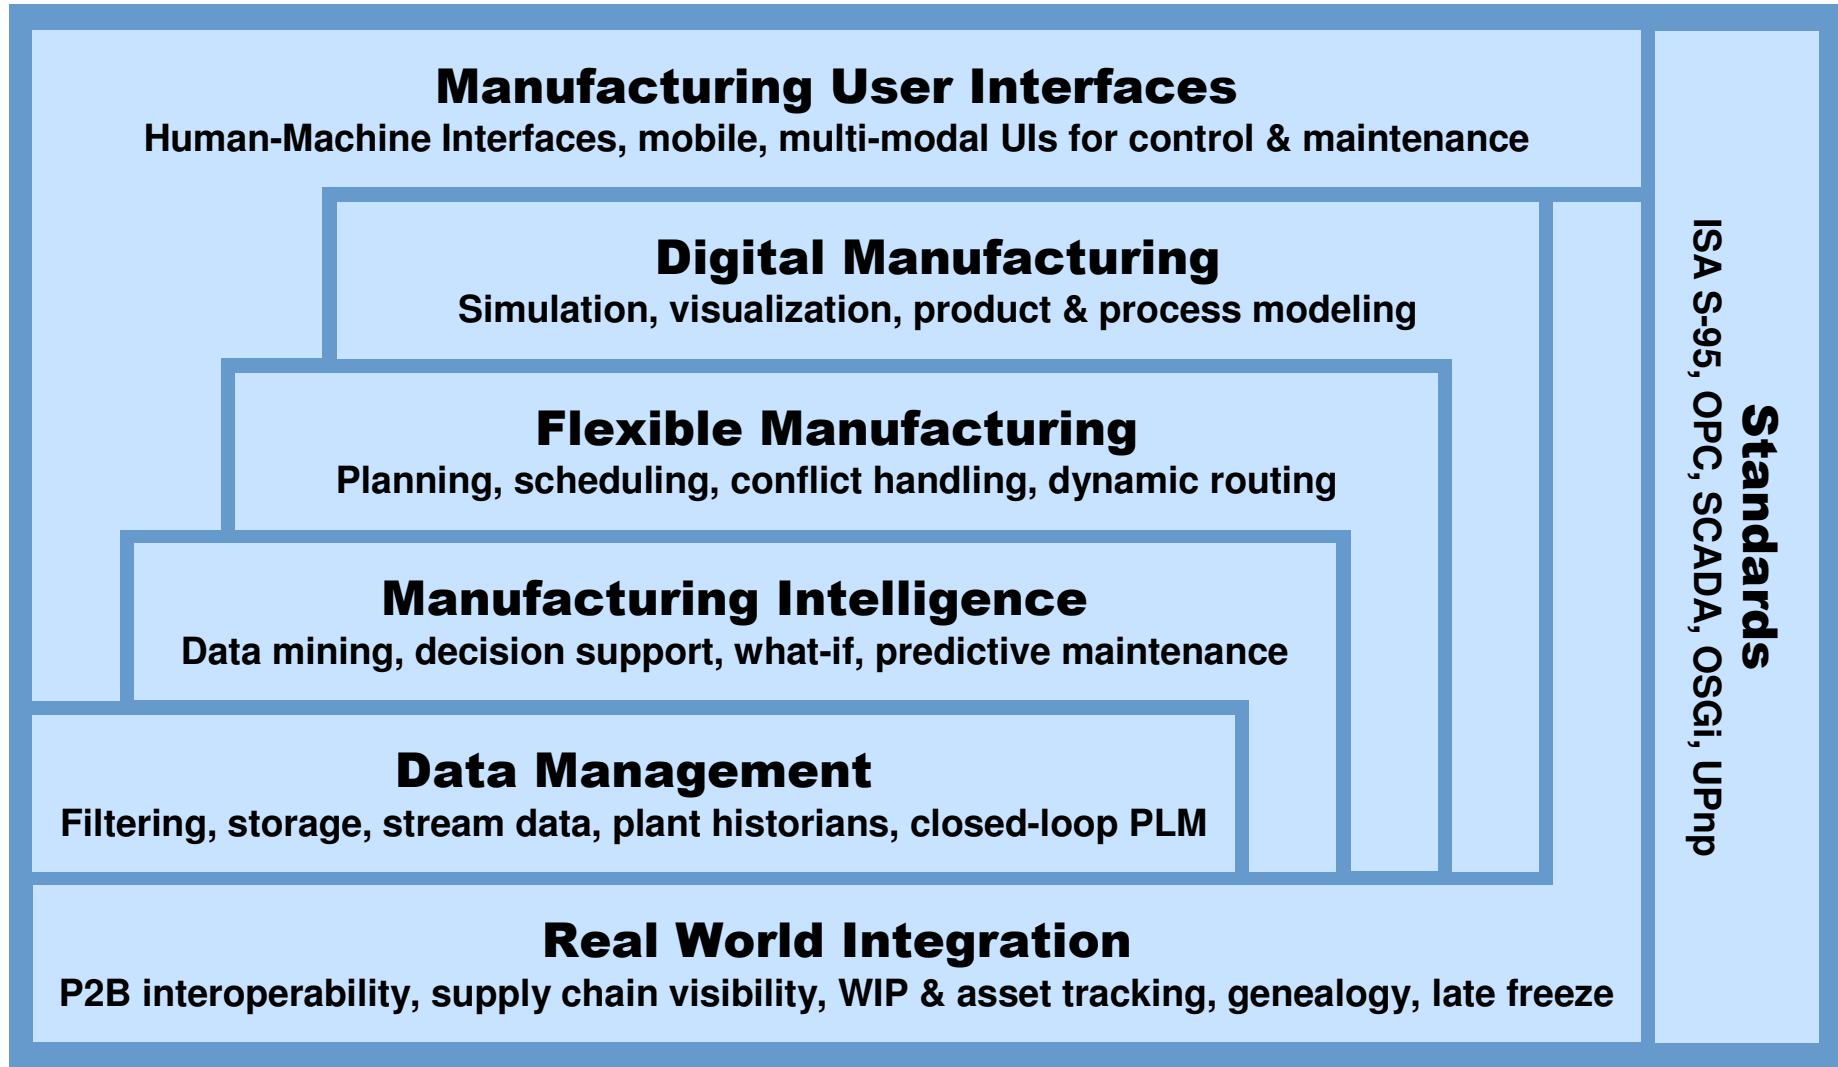 Manufacturing User Interfaces
Human-Machine Interfaces, mobile, multi-modal UIs for control & maintenance
Digital Manufacturing
Simulation, visualization, product & process modeling
Flexible Manufacturing
Planning, scheduling, conflict handling, dynamic routing
Manufacturing Intelligence
Data mining, decision support, what-if, predictive maintenance
Data Management
Filtering, storage, stream data, plant historians, closed-loop PLM
Real World Integration
P2B interoperability, supply chain visibility, WIP & asset tracking, genealogy, late freeze
Standards
ISA S-95, OPC, SCADA, OSGi, UPnp